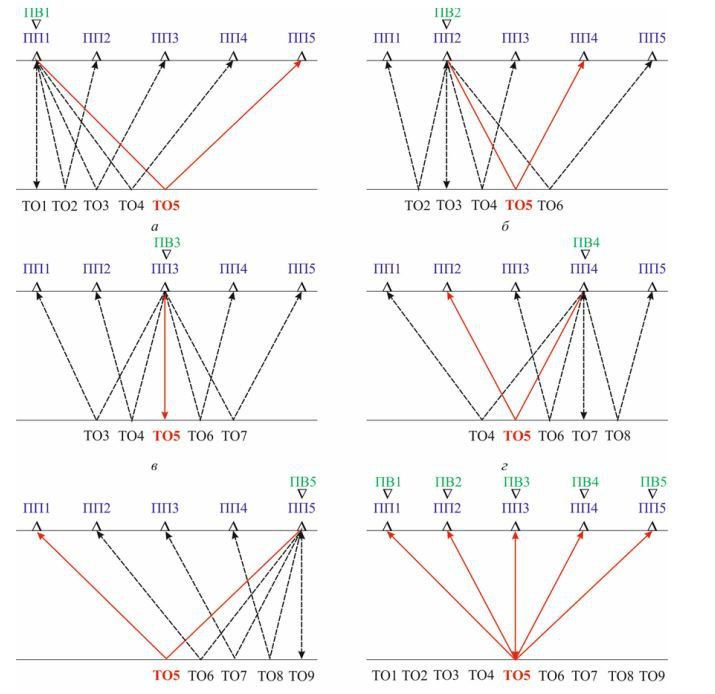 ПВ1
ПП1 ПП2 ПП3 ПП4 ПП5
ТО1 ТО2 ТО3 ТО4 ТО5
а
ПВ2
ПП1 ПП2 ПП3 ПП4 ПП5
ТО2 ТО3 ТО4 ТО5 ТО6
б
ПВ3
ПП1 ПП2 ПП3 ПП4 ПП5
ТО3 ТО4 ТО5 ТО6 ТО7
в
ПВ4
ПП1 ПП2 ПП3 ПП4 ПП5
ТО4 ТО5 ТО6 ТО7 ТО8
г
ПВ5
ПП1 ПП2 ПП3 ПП4 ПП5
ТО5 ТО6 ТО7 ТО8 ТО9
ПВ1 ПВ2 ПВ3 ПВ4 ПВ5
ПП1 ПП2 ПП3 ПП4 ПП5
ТО1 ТО2 ТО3 ТО4 ТО5 ТО6 ТО7 ТО8 ТО9